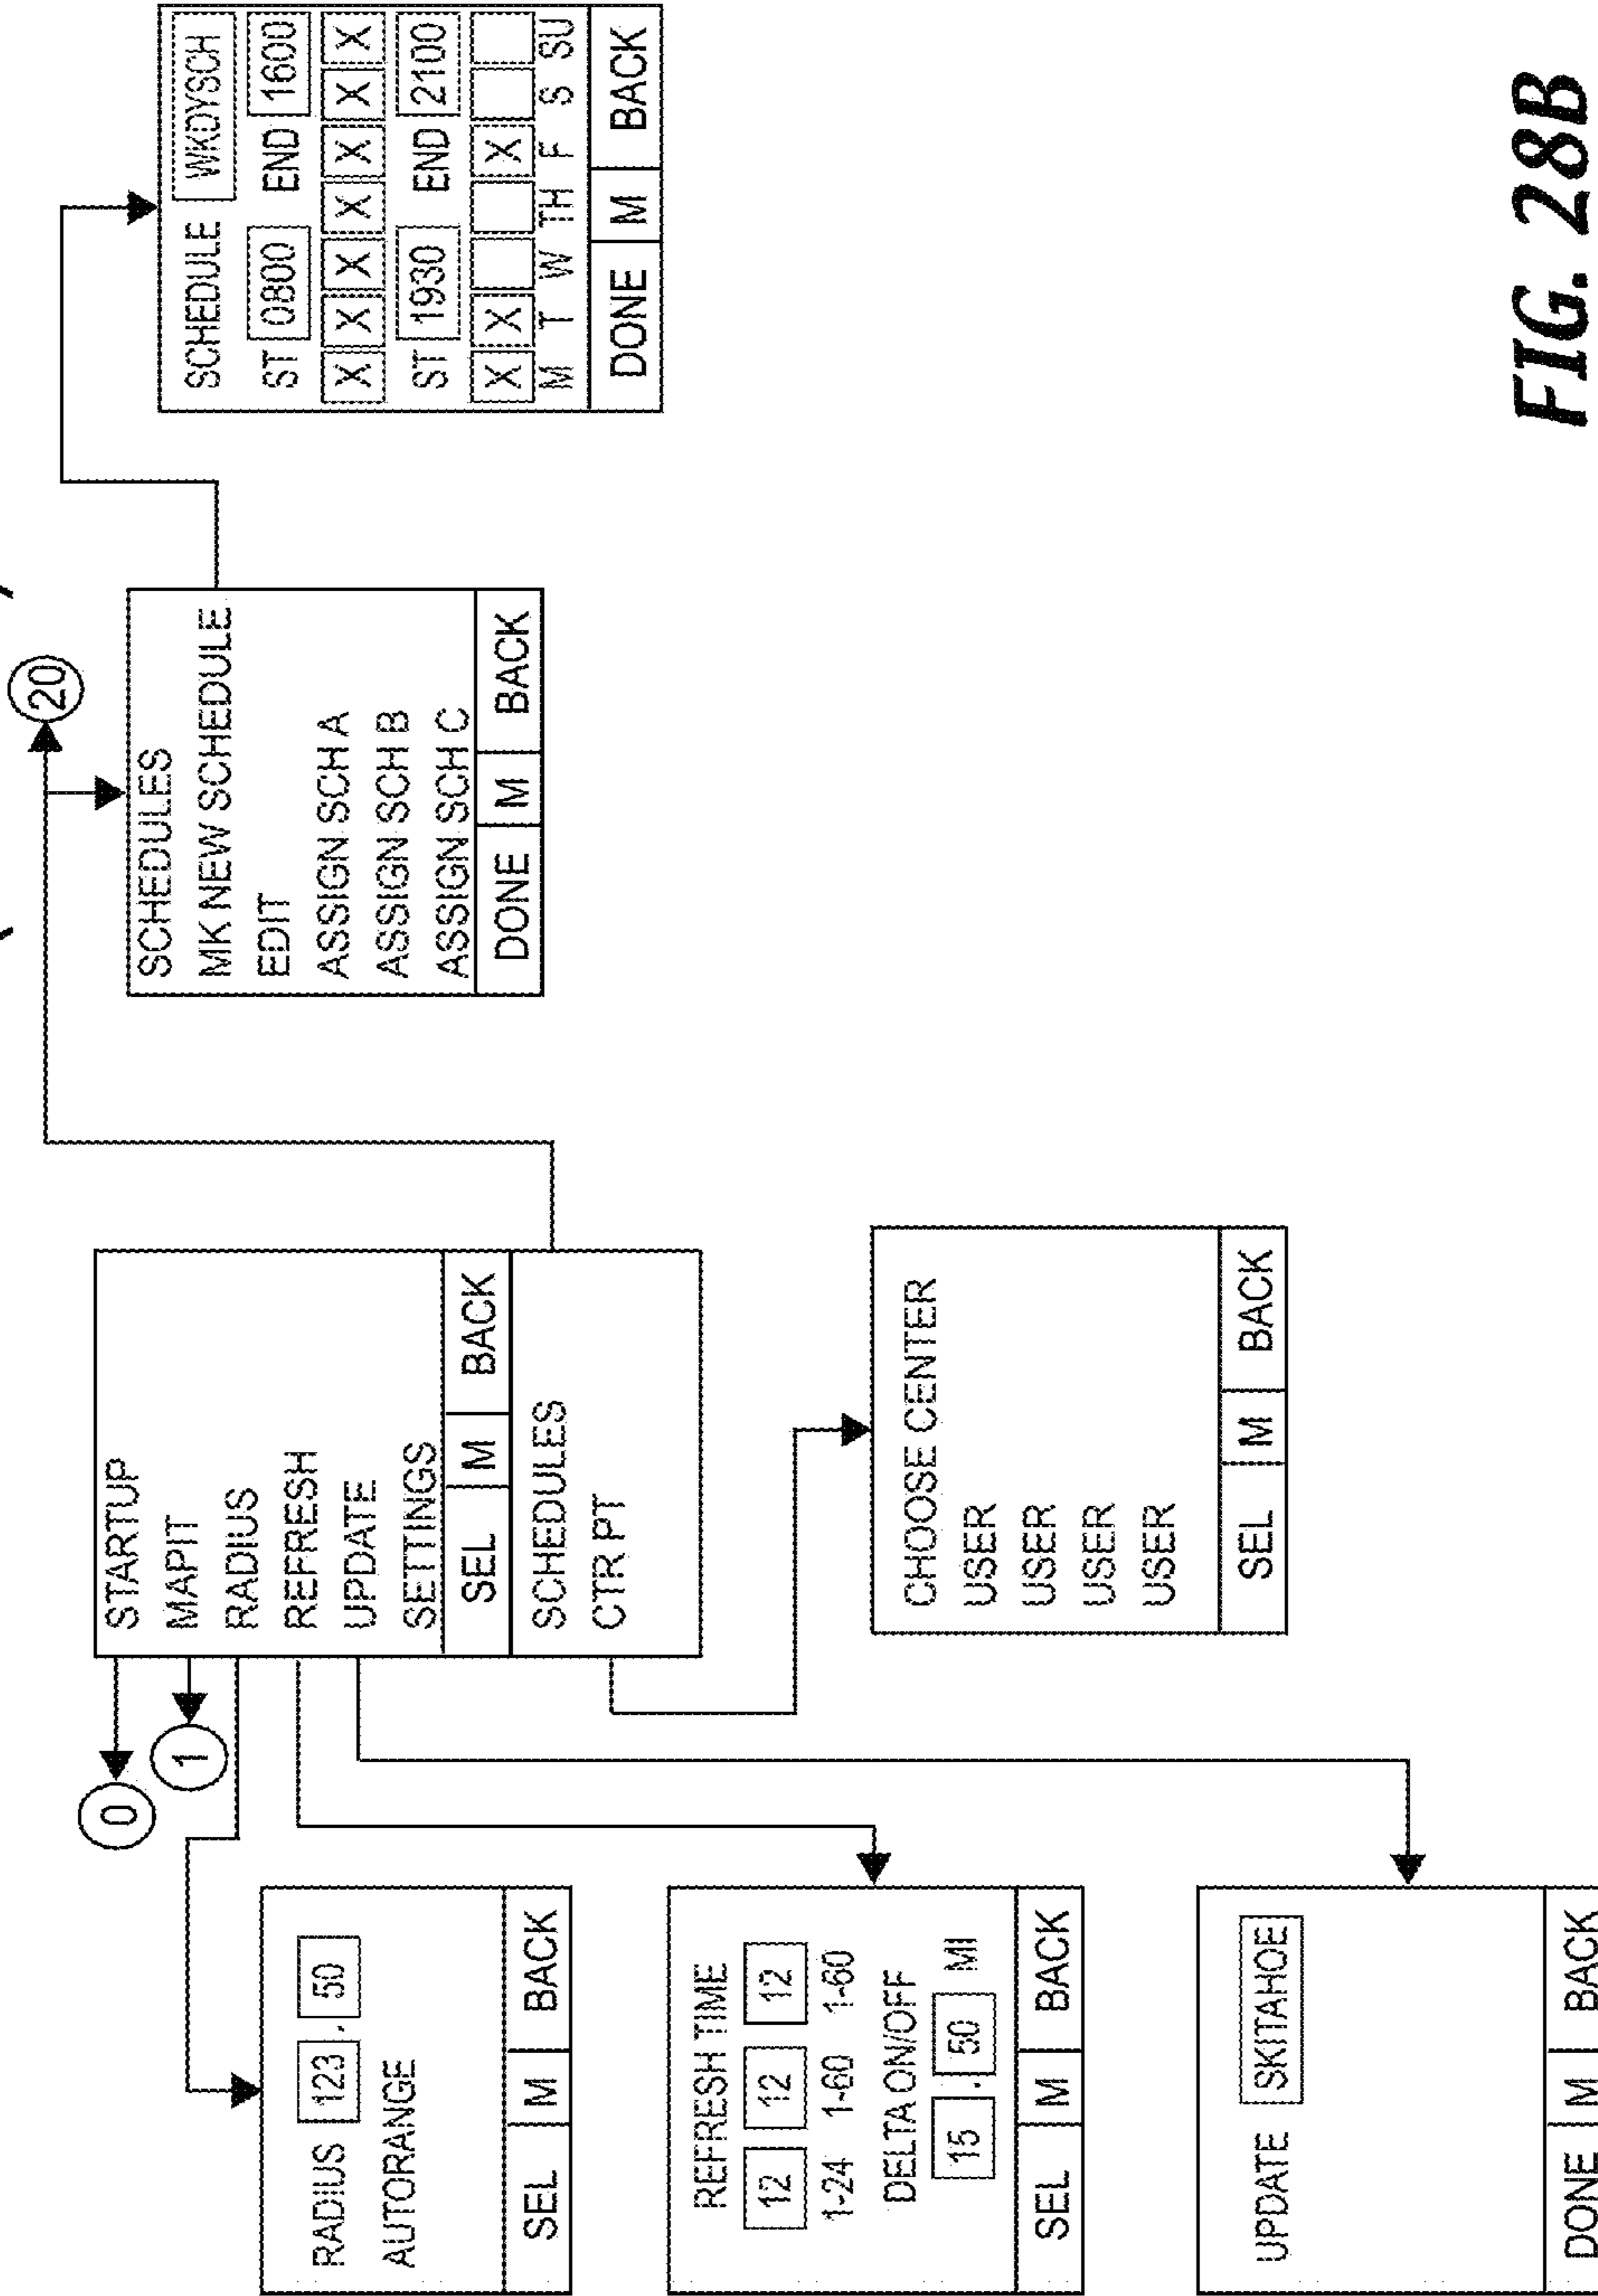 0
1
20
RADIUS 123 . 50
AUTORANGE
SEL M BACK
REFRESH TIME
12 12 12
1-24 1-60 1-60
DELTA ON/OFF
15 . 50 MI
SEL M BACK
UPDATE SKITAHOE
DONE M BACK
STARTUP
MAPIT
RADIUS
REFRESH
UPDATE
SETTINGS
SEL M BACK
SCHEDULES
CTR PT
CHOOSE CENTER
USER
USER
USER
USER
SEL M BACK
SCHEDULES
MK NEW SCHEDULE
EDIT
ASSIGN SCH A
ASSIGN SCH B
ASSIGN SCH C
DONE M BACK
SCHEDULE WKDYSCH
ST 0800 END 1600
X X X X X X X
ST 1930 END 2100
X X X
M T W TH F S SU
DONE M BACK
FIG. 28B